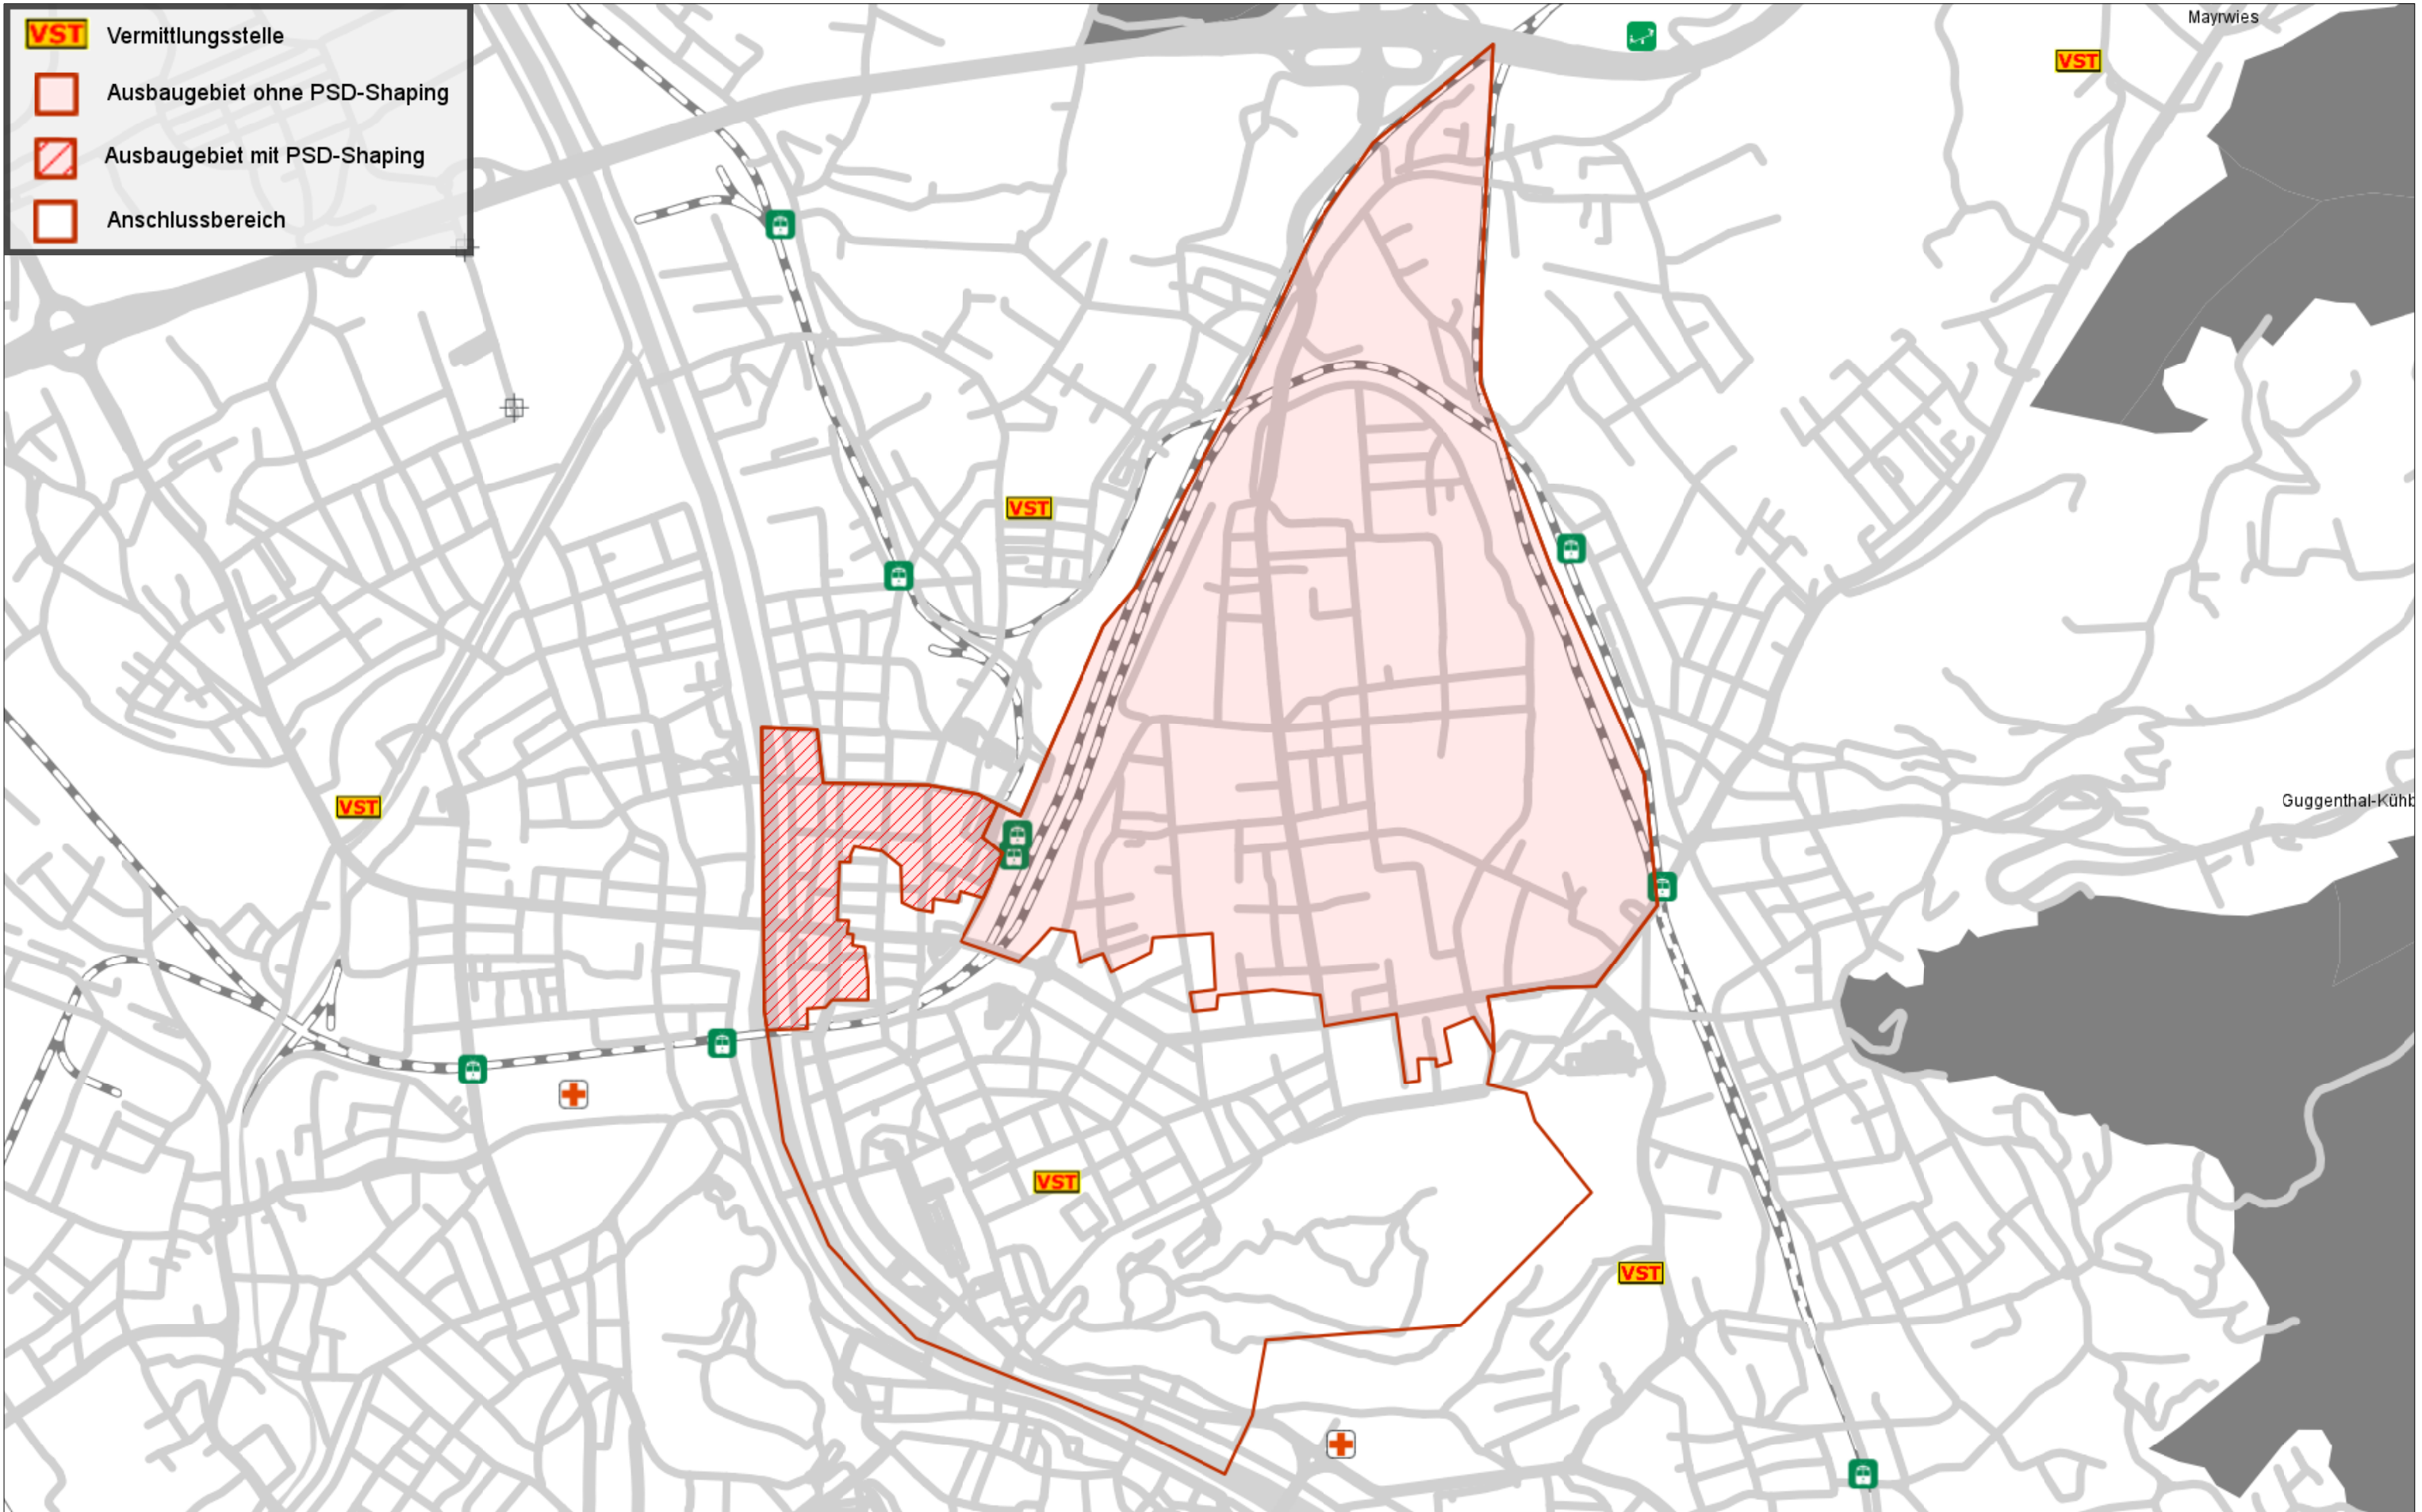 VST Vermittlungsstelle
Ausbaugebiet ohne PSD-Shaping
Ausbaugebiet mit PSD-Shaping
Anschlussbereich
Mayrwies
VST
VST
VST
Guggenthal-Kühb
VST
VST